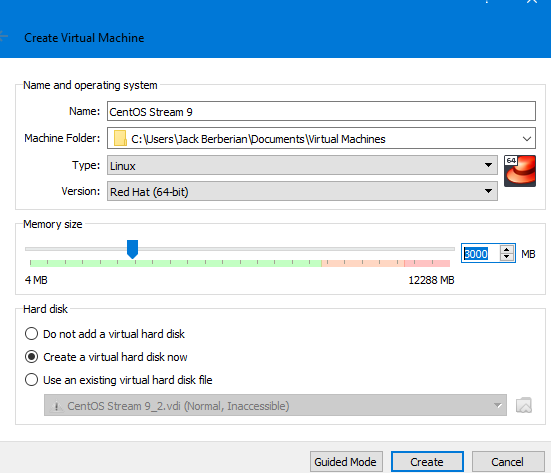 Create Virtual Machine
Name and operating system
Name: CentOS Stream 9
Machine Folder: C:\Users\Jack Berberian\Documents\Virtual Machines
Type: Linux
64
Version: Red Hat (64-bit)
Memory size
3000 MB
4 MB 12288 MB
Hard disk
Do not add a virtual hard disk
Create a virtual hard disk now
Use an existing virtual hard disk file
CentOS Stream 9_2.vdi (Normal, Inaccessible)
Guided Mode Create Cancel